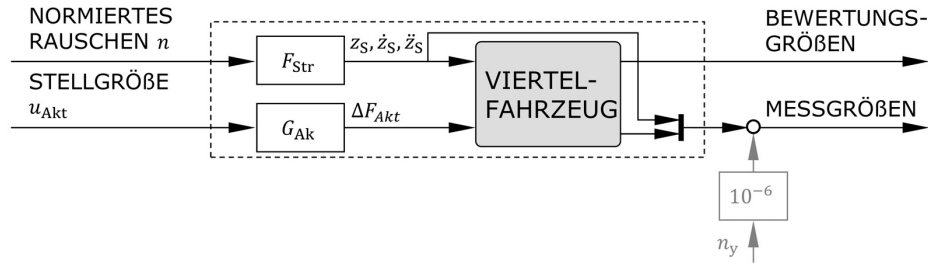 NORMIERTES
RAUSCHEN n
F_Str
z_S, ż_S, z̈_S
STELLGRÖßE
u_Akt
G_Ak
ΔF_Akt
VIERTEL-
FAHRZEUG
BEWERTUNGS-
GRÖßEN
MESSGRÖßEN
10⁻⁶
n_y